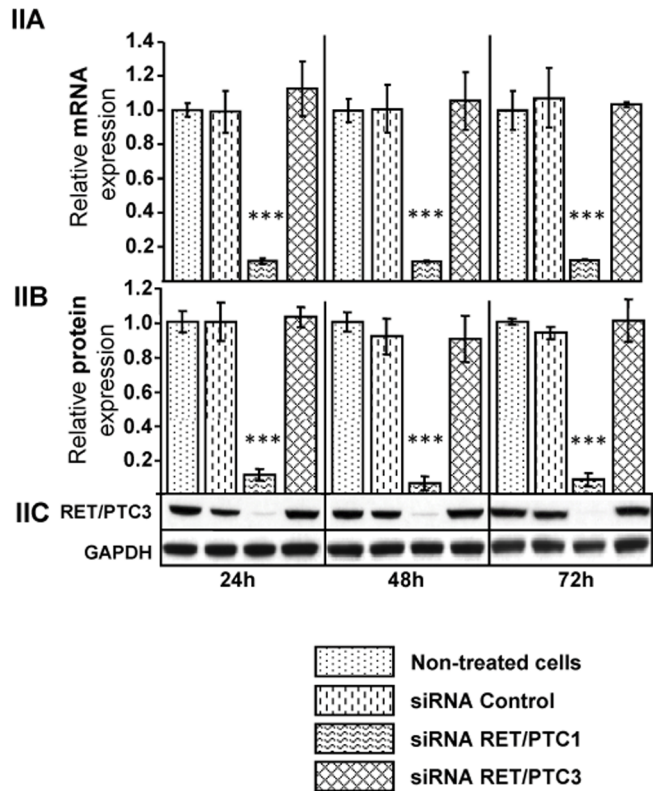 IIA
Relative mRNA
expression
1.4
1.2
1.0
0.8
0.6
0.4
0.2
*** *** ***
IIB
Relative protein
expression
1.2
1.0
0.8
0.6
0.4
0.2
*** *** ***
IIC RET/PTC3
GAPDH
24h 48h 72h
Non-treated cells
siRNA Control
siRNA RET/PTC1
siRNA RET/PTC3